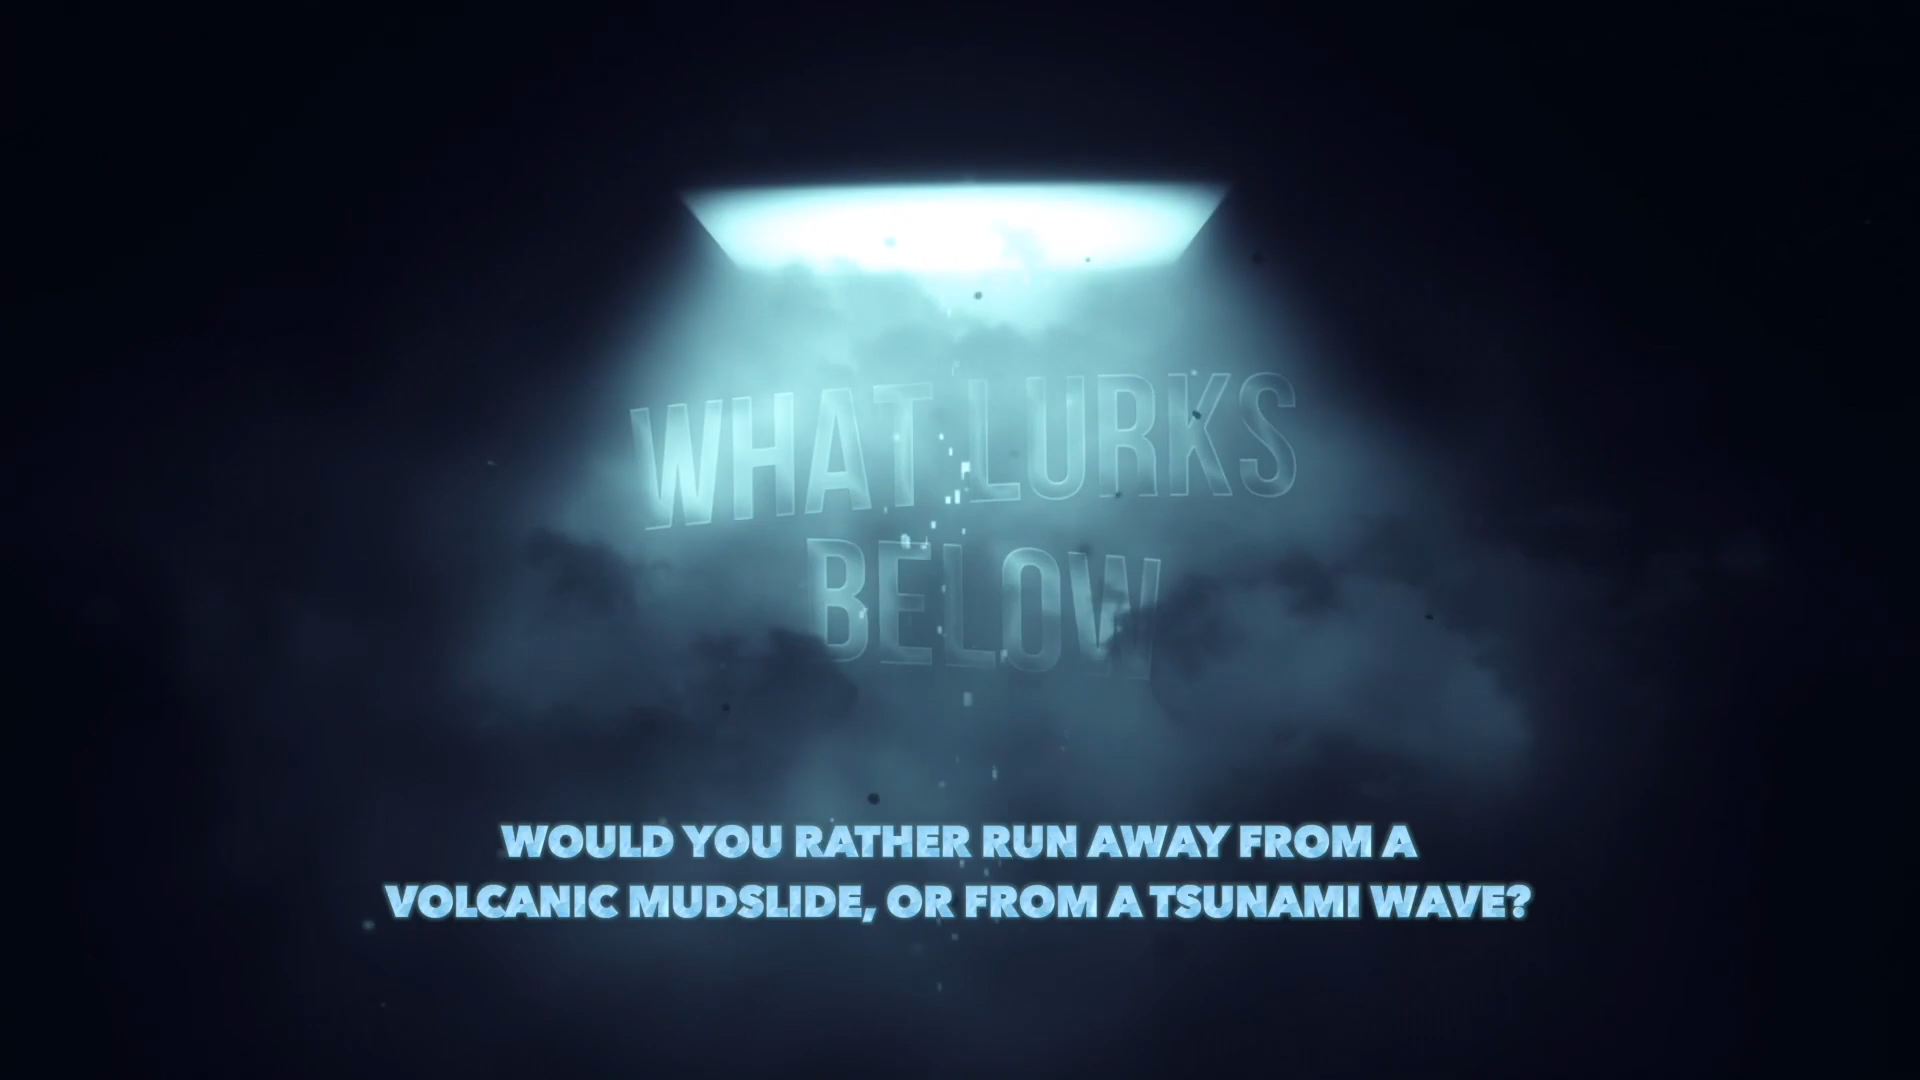 WHAT LURKS
BELOW
WOULD YOU RATHER RUN AWAY FROM A
VOLCANIC MUDSLIDE, OR FROM A TSUNAMI WAVE?